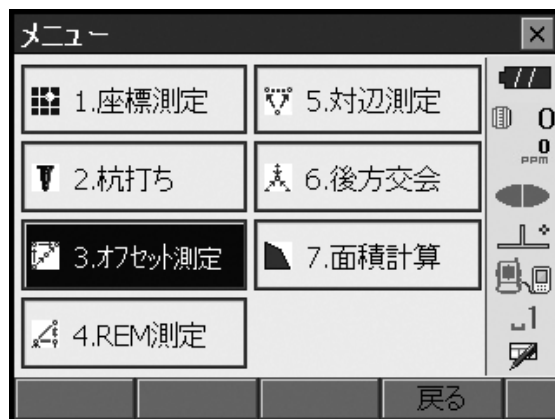 メニュー
1.座標測定
2.杭打ち
3.オフセット測定
4.REM測定
5.対辺測定
6.後方交会
7.面積計算
0
0
PPM
1
戻る